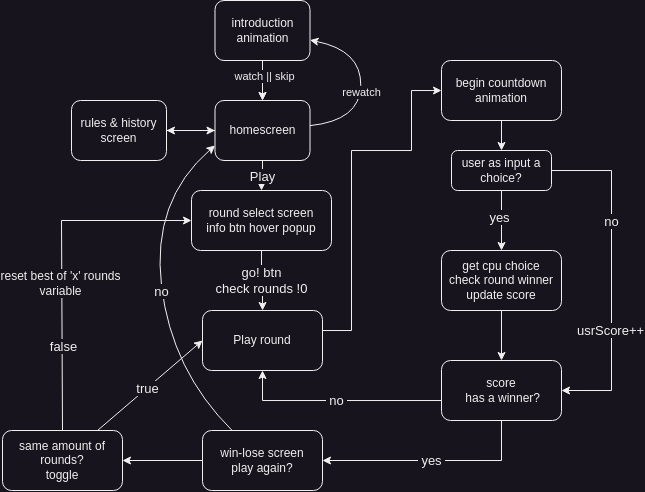 introduction
animation
watch || skip
rewatch
begin countdown
animation
rules & history
screen
homescreen
user as input a
choice?
Play
round select screen
info btn hover popup
yes
no
go! btn
check rounds !0
get cpu choice
check round winner
update score
reset best of 'x' rounds
variable
no
usrScore++
Play round
false
true
score
has a winner?
no
same amount of
rounds?
toggle
win-lose screen
play again?
yes